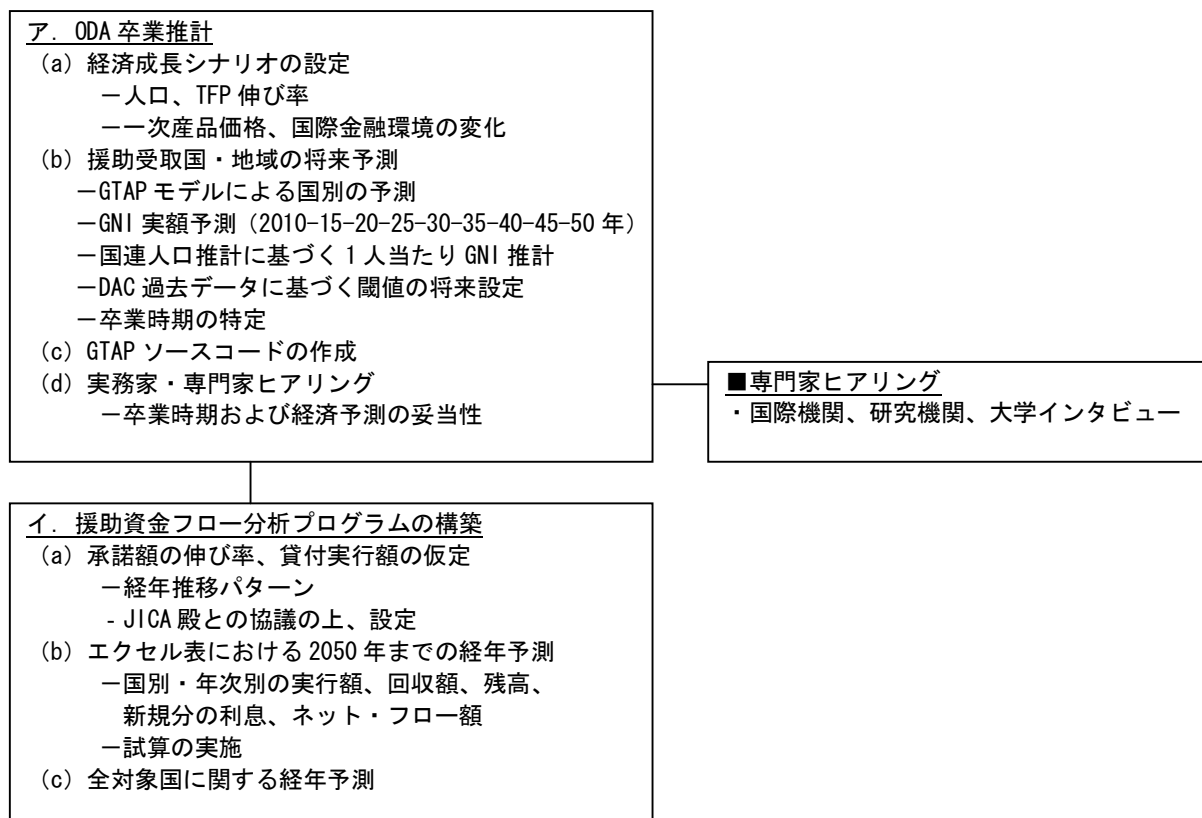 ア．ODA 卒業推計
（a）経済成長シナリオの設定
－人口、TFP 伸び率
－一次産品価格、国際金融環境の変化
（b）援助受取国・地域の将来予測
－GTAP モデルによる国別の予測
－GNI 実額予測（2010-15-20-25-30-35-40-45-50 年）
－国連人口推計に基づく 1 人当たり GNI 推計
－DAC 過去データに基づく閾値の将来設定
－卒業時期の特定
（c）GTAP ソースコードの作成
（d）実務家・専門家ヒアリング
－卒業時期および経済予測の妥当性
■専門家ヒアリング
・国際機関、研究機関、大学インタビュー
イ．援助資金フロー分析プログラムの構築
（a）承諾額の伸び率、貸付実行額の仮定
－経年推移パターン
‐JICA 殿との協議の上、設定
（b）エクセル表における 2050 年までの経年予測
－国別・年次別の実行額、回収額、残高、
新規分の利息、ネット・フロー額
－試算の実施
（c）全対象国に関する経年予測